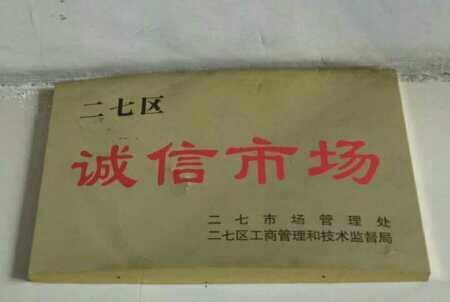 二七区
诚信市场
二七市场管理处
二七区工商管理和技术监督局